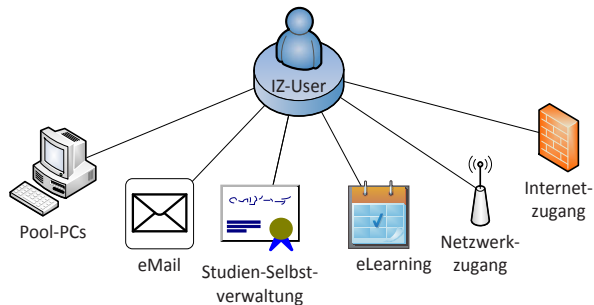 IZ-User
Pool-PCs
eMail
Studien-Selbst-
verwaltung
eLearning
Netzwerk-
zugang
Internet-
zugang